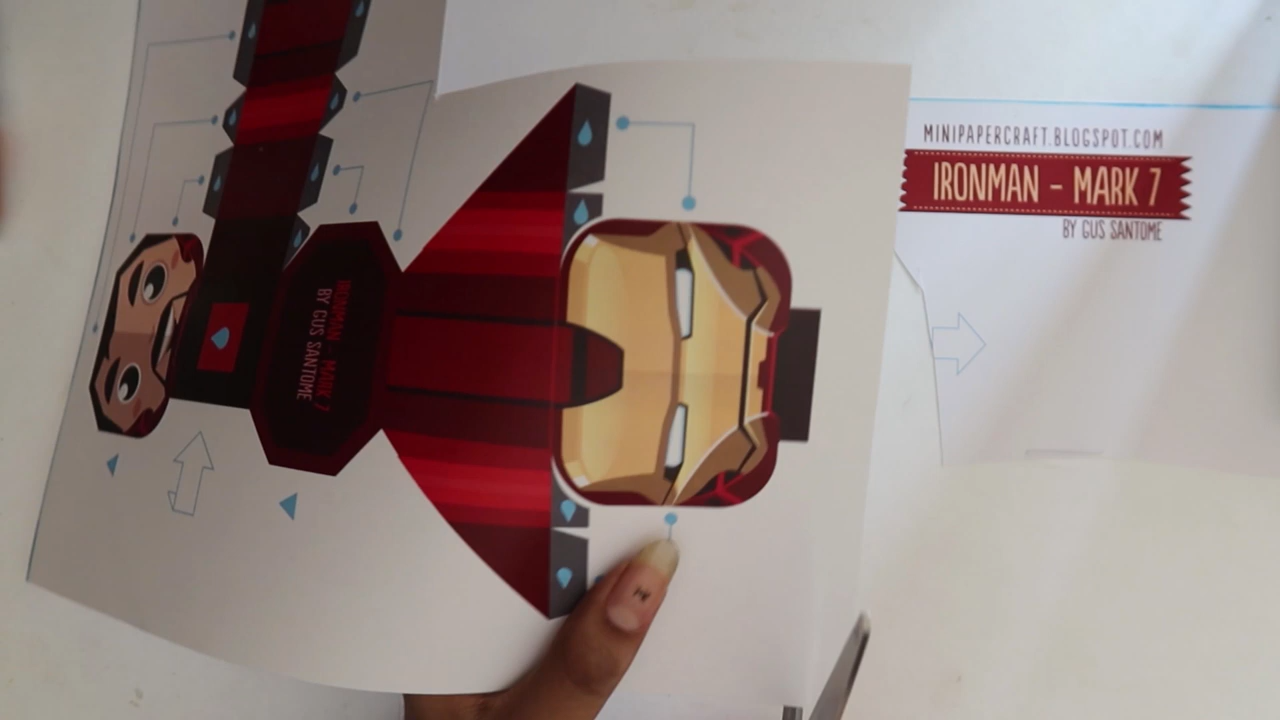 MINIPAPERCRAFT.BLOGSPOT.COM
IRONMAN - MARK 7
BY GUS SANTOME
IRONMAN - MARK 7
BY GUS SANTOME